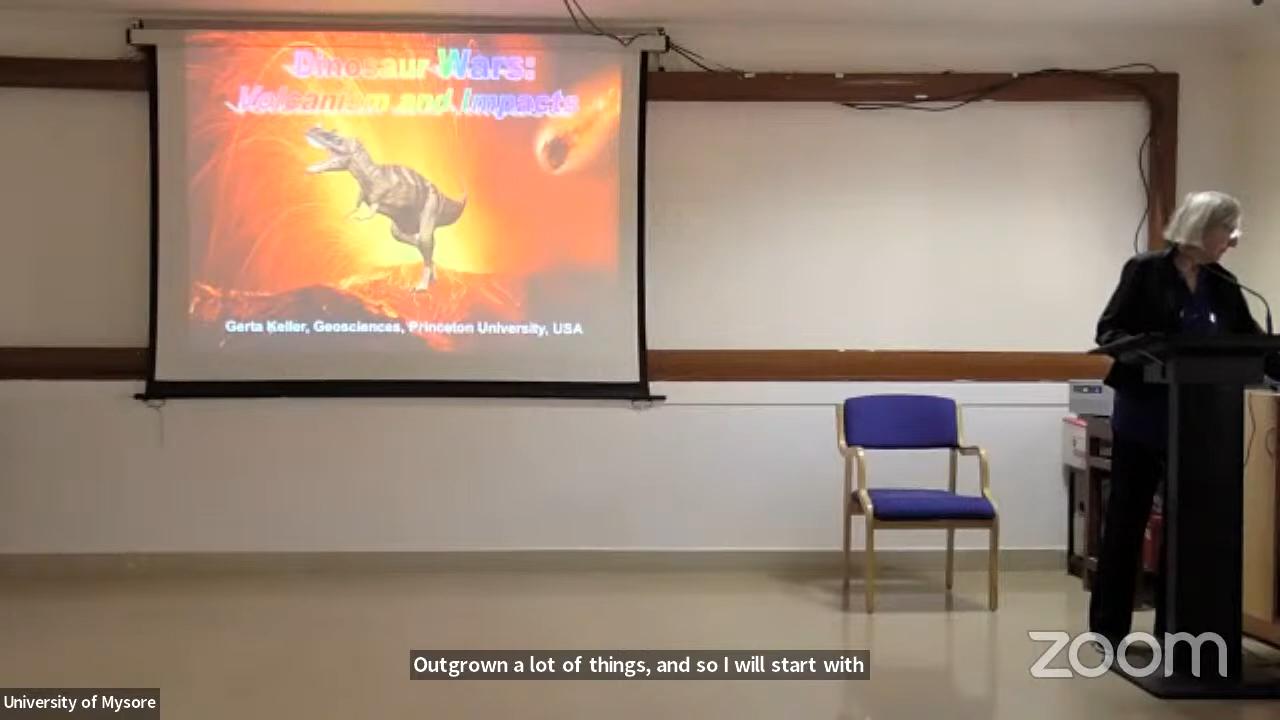 Dinosaur Wars:
Volcanism and Impacts
Gerta Keller, Geosciences, Princeton University, USA
Outgrown a lot of things, and so I will start with
zoom
University of Mysore